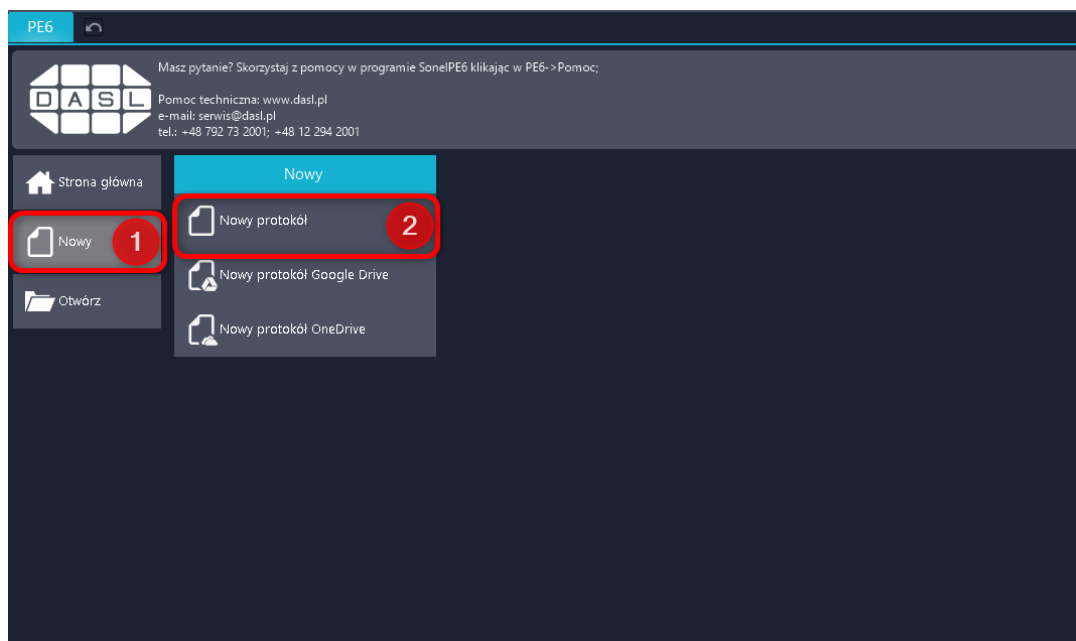 PE6
Masz pytanie? Skorzystaj z pomocy w programie SonelPE6 klikając w PE6->Pomoc;
DASL
Pomoc techniczna: www.dasl.pl
e-mail: serwis@dasl.pl
tel.: +48 792 73 2001; +48 12 294 2001
Strona główna
Nowy
1
Otwórz
Nowy
Nowy protokół
2
Nowy protokół Google Drive
Nowy protokół OneDrive